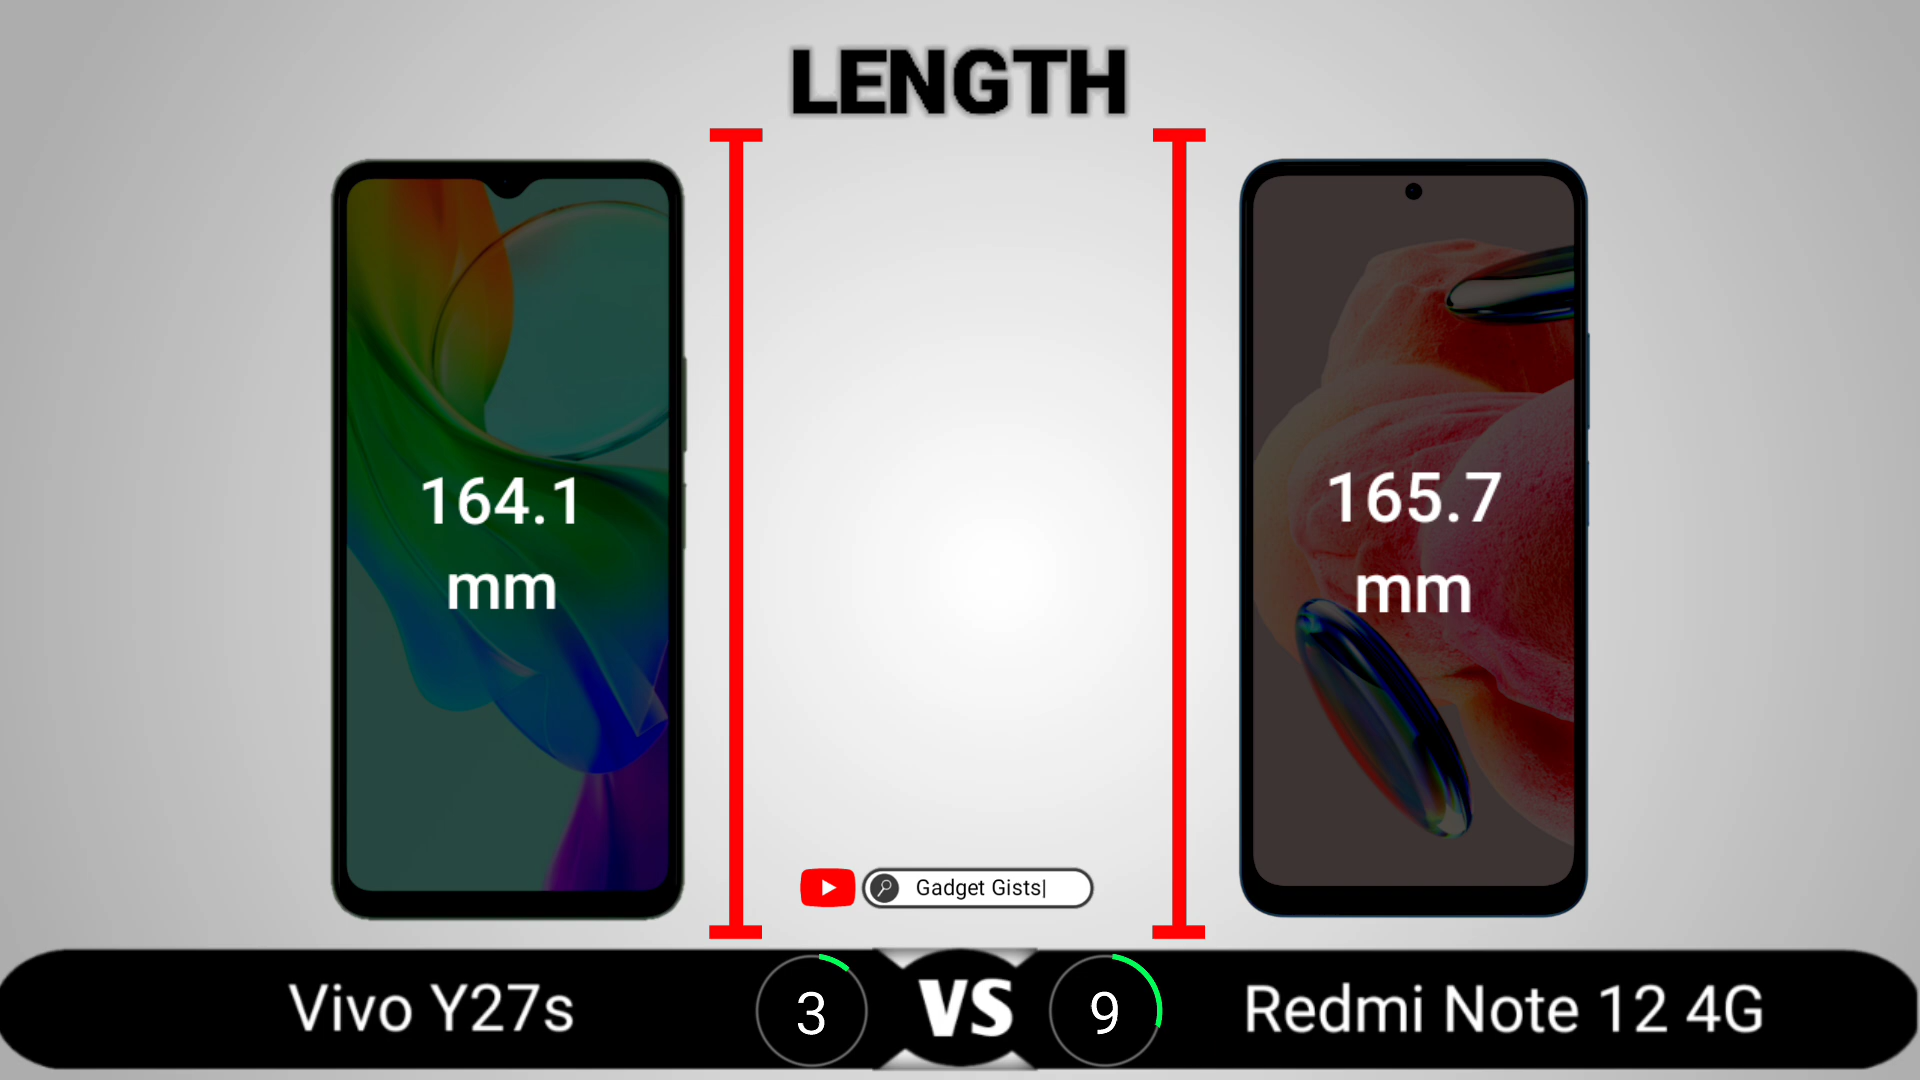 LENGTH
164.1
mm
165.7
mm
Gadget Gists|
Vivo Y27s
3
VS
9
Redmi Note 12 4G